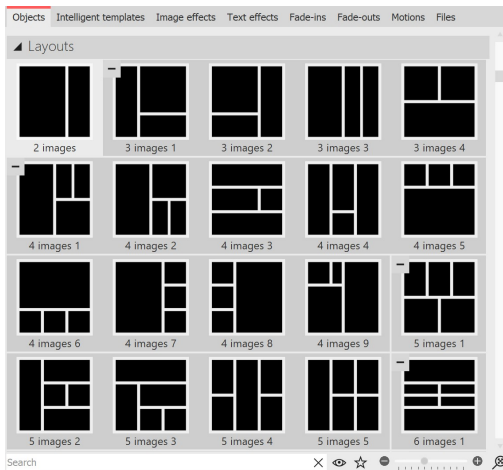 Objects Intelligent templates Image effects Text effects Fade-ins Fade-outs Motions Files
Layouts
2 images 3 images 1 3 images 2 3 images 3 3 images 4
4 images 1 4 images 2 4 images 3 4 images 4 4 images 5
4 images 6 4 images 7 4 images 8 4 images 9 5 images 1
5 images 2 5 images 3 5 images 4 5 images 5 6 images 1
Search